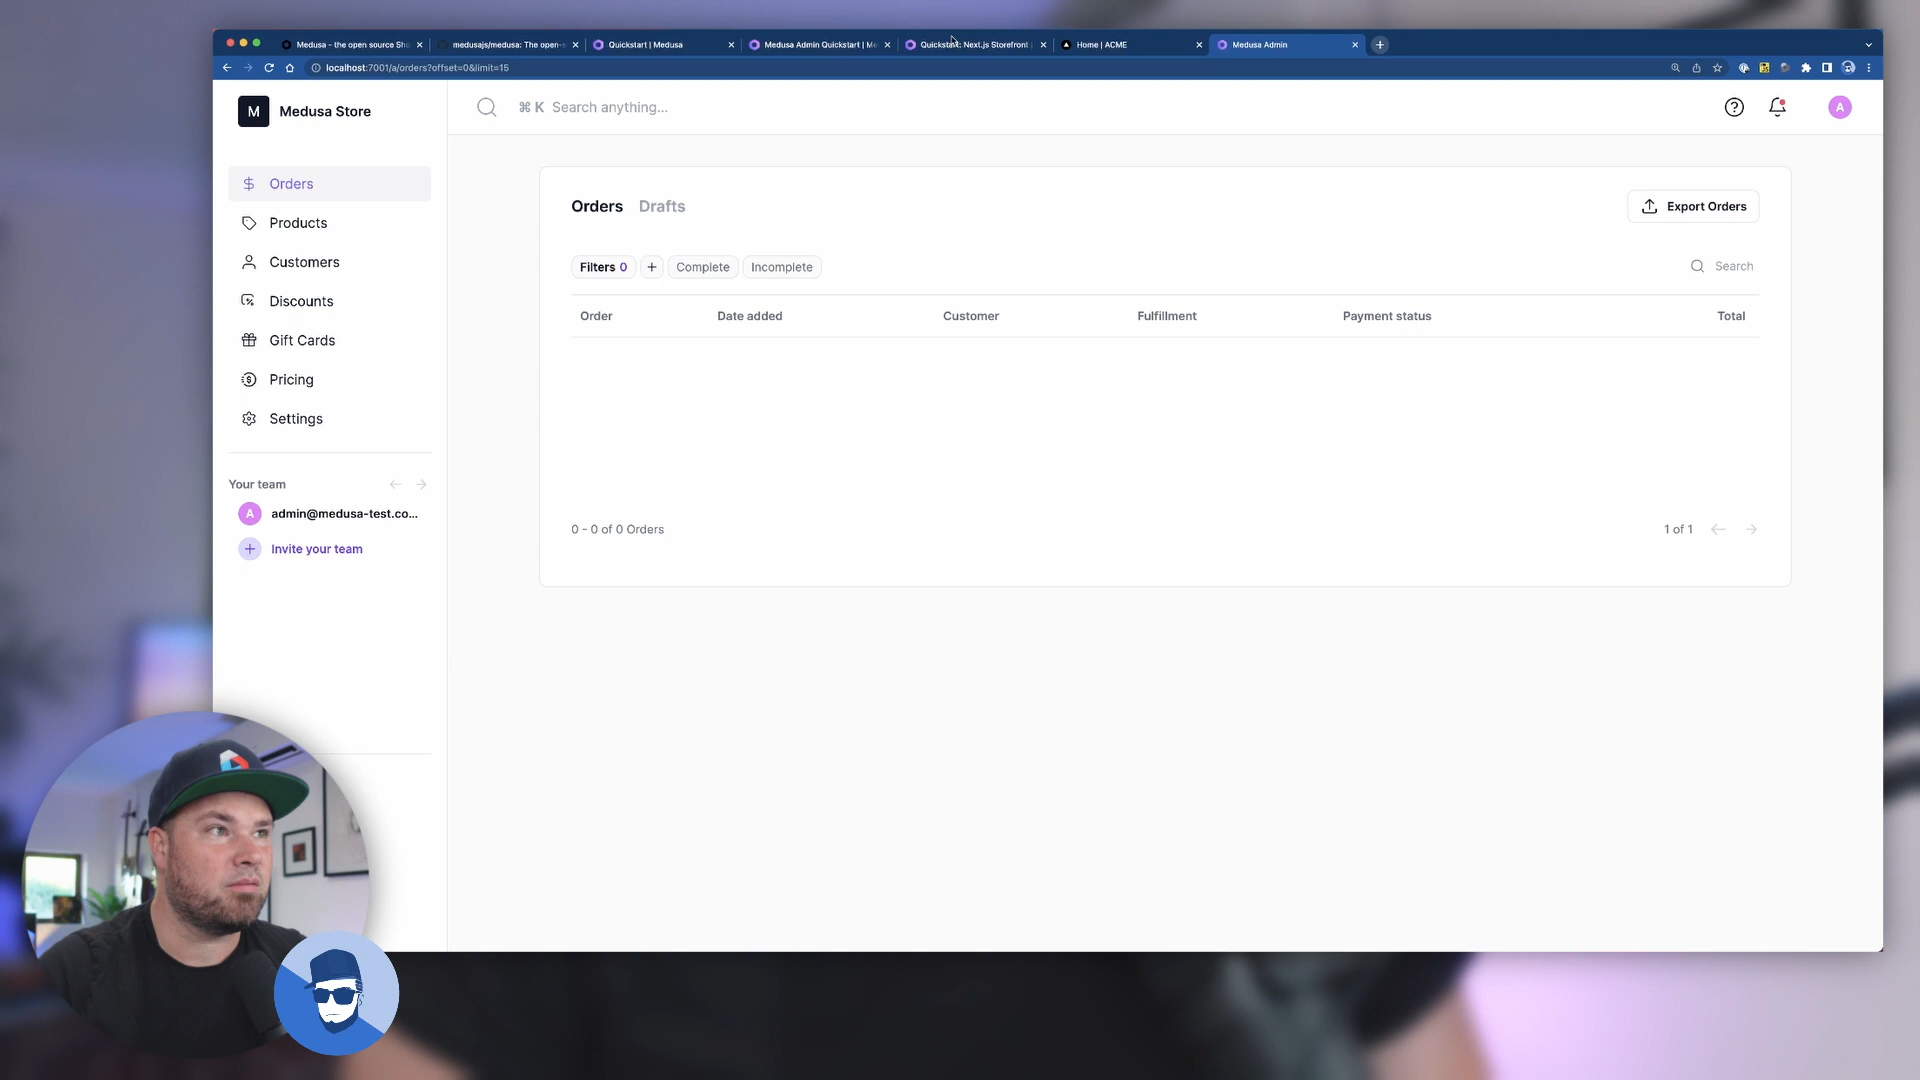 Medusa - the open source Sh
medusajs/medusa: The open-s
Quickstart | Medusa
Medusa Admin Quickstart | Me
Quickstart: Next.js Storefront |
Home | ACME
Medusa Admin
localhost:7001/a/orders?offset=0&limit=15
M
Medusa Store
⌘ K Search anything...
A
Orders
Products
Customers
Discounts
Gift Cards
Pricing
Settings
Your team
A
admin@medusa-test.co...
Invite your team
Orders
Drafts
Export Orders
Filters 0
Complete
Incomplete
Search
Order
Date added
Customer
Fulfillment
Payment status
Total
0 - 0 of 0 Orders
1 of 1